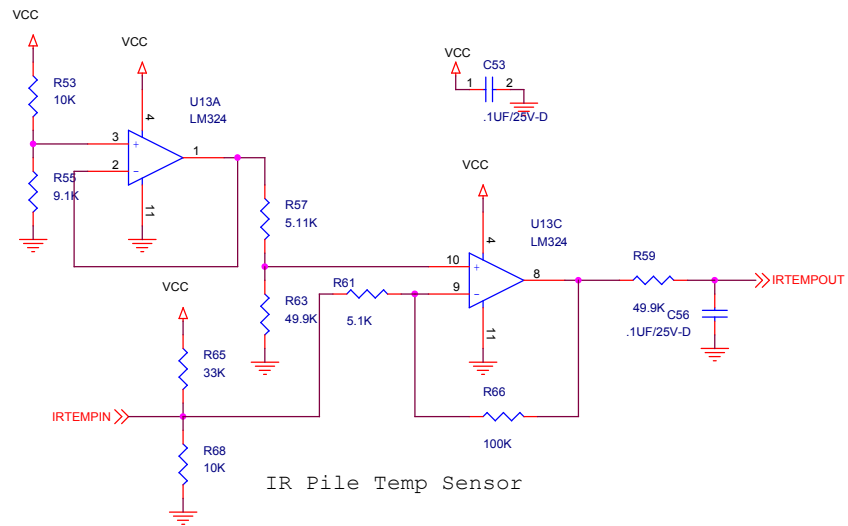 VCC
R53
10K
R55
9.1K
VCC
U13A
LM324
3
+
2
−
1
4
11
VCC
C53
1
2
.1UF/25V-D
R57
5.11K
R63
49.9K
VCC
U13C
LM324
10
+
9
−
8
4
11
R61
5.1K
R59
49.9K
IRTEMPOUT
C56
.1UF/25V-D
R66
100K
VCC
R65
33K
IRTEMPIN
R68
10K
IR Pile Temp Sensor